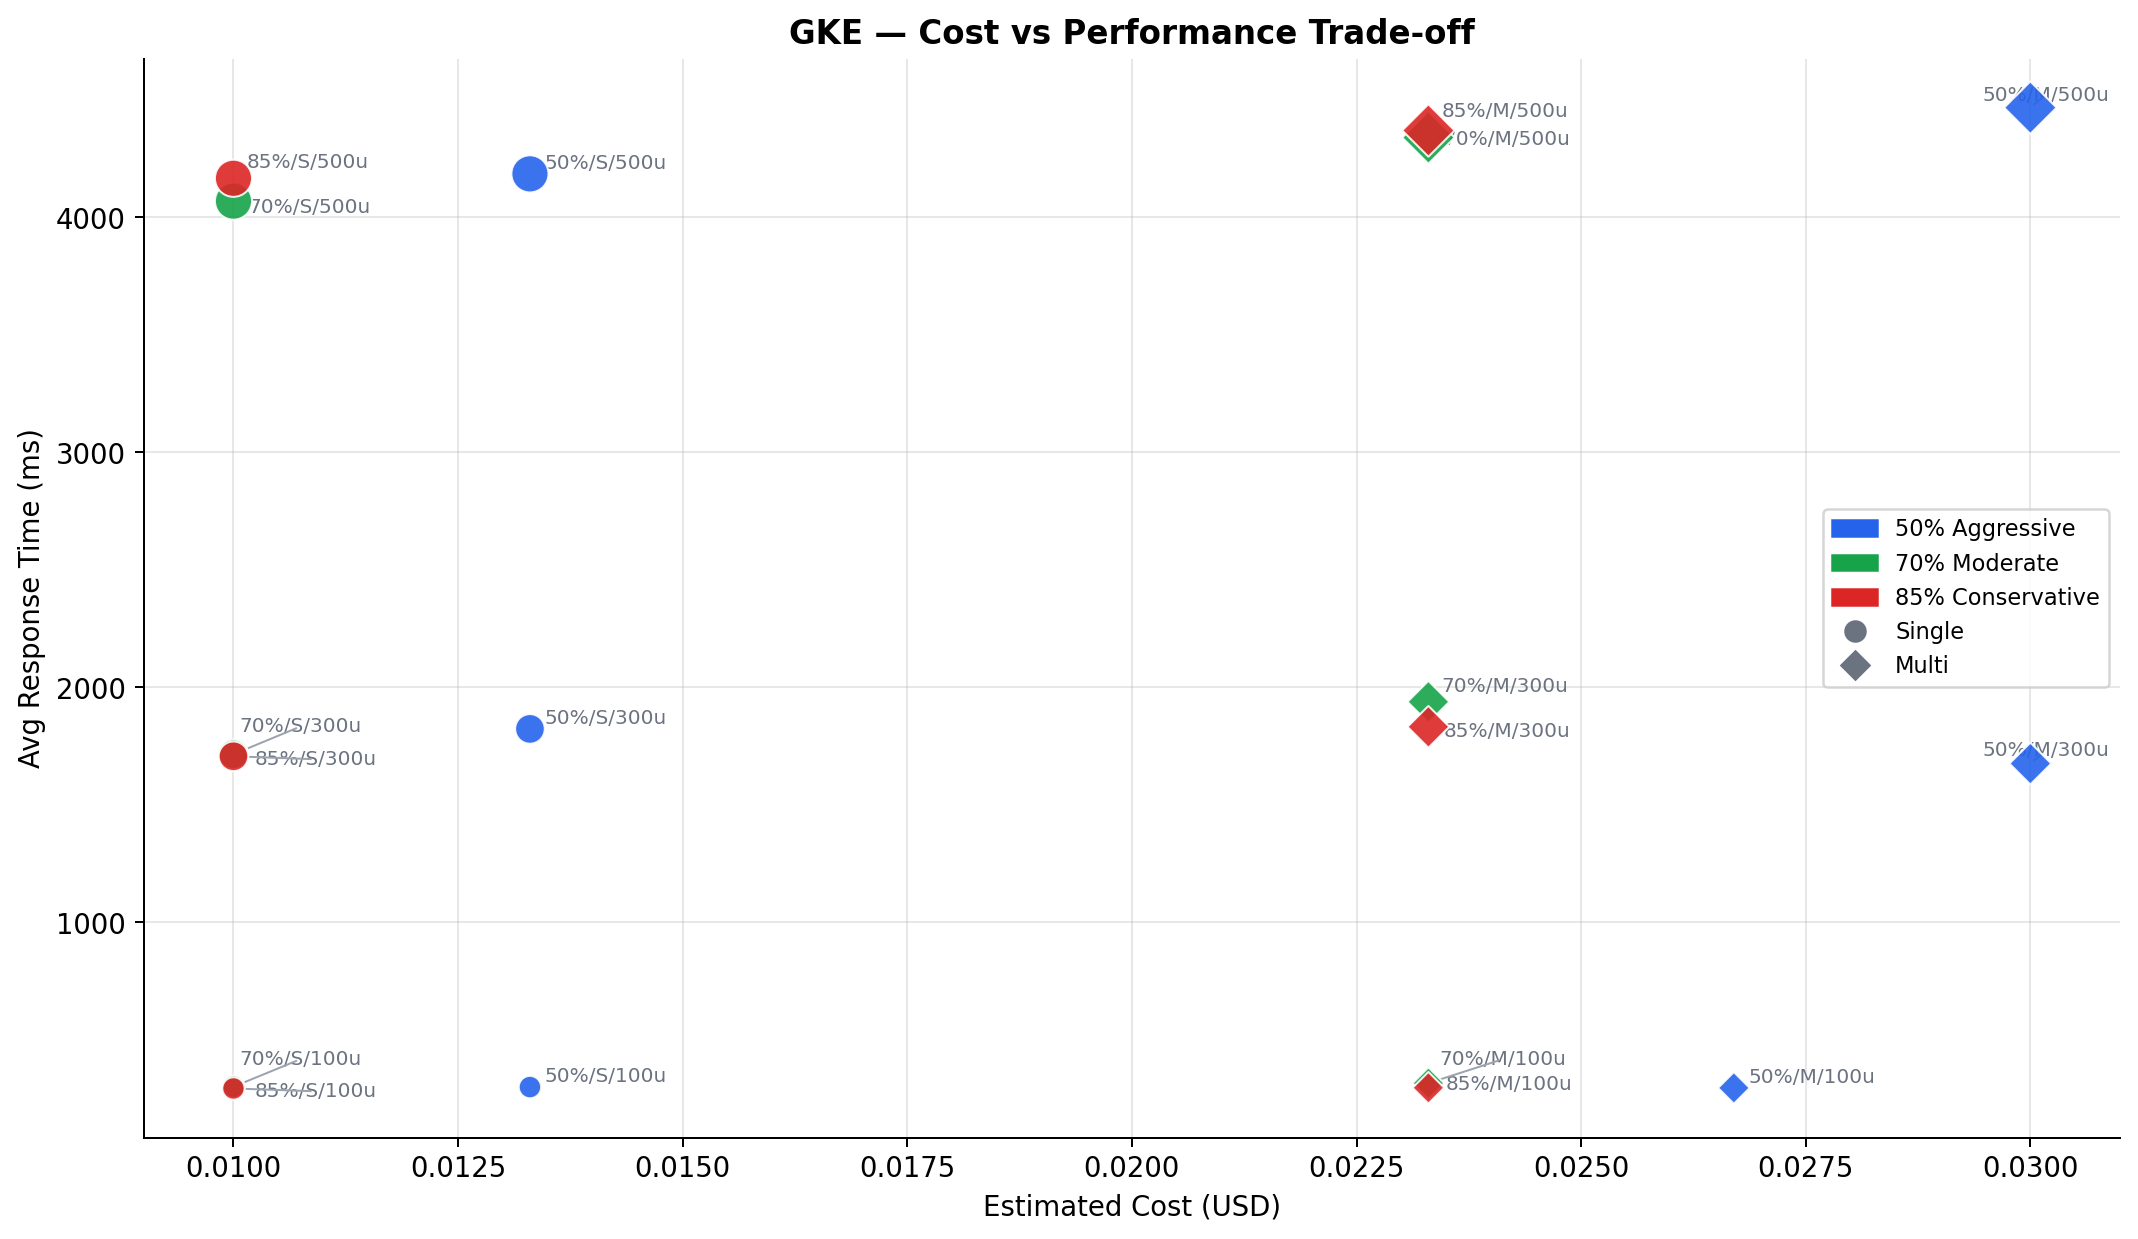 GKE — Cost vs Performance Trade-off
50%/M/500u
85%/M/500u
70%/M/500u
85%/S/500u
50%/S/500u
70%/S/500u
4000
3000
50% Aggressive
70% Moderate
85% Conservative
Single
Multi
2000
70%/M/300u
70%/S/300u
50%/S/300u
85%/M/300u
50%/M/300u
85%/S/300u
1000
70%/S/100u
70%/M/100u
50%/S/100u
50%/M/100u
85%/M/100u
85%/S/100u
Avg Response Time (ms)
0.0100 0.0125 0.0150 0.0175 0.0200 0.0225 0.0250 0.0275 0.0300
Estimated Cost (USD)